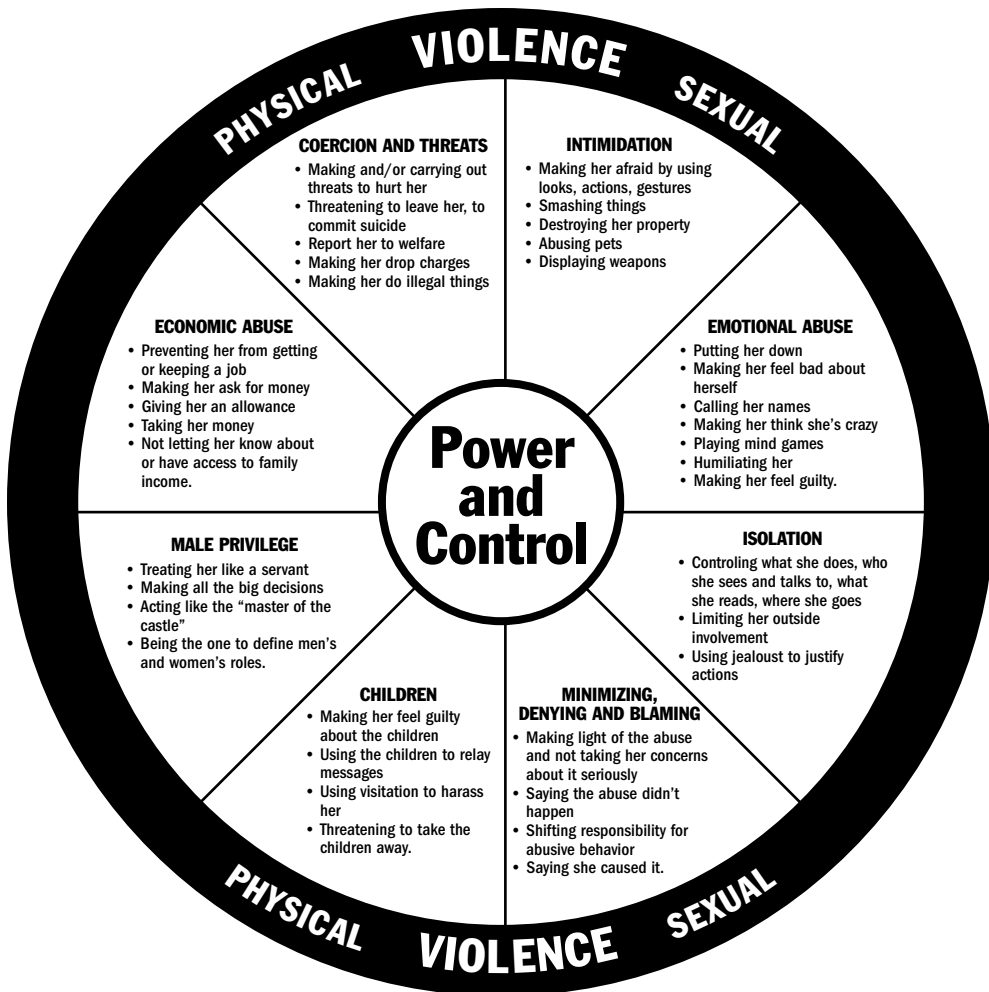 PHYSICAL VIOLENCE SEXUAL
COERCION AND THREATS
• Making and/or carrying out
threats to hurt her
• Threatening to leave her, to
commit suicide
• Report her to welfare
• Making her drop charges
• Making her do illegal things
INTIMIDATION
• Making her afraid by using
looks, actions, gestures
• Smashing things
• Destroying her property
• Abusing pets
• Displaying weapons
ECONOMIC ABUSE
• Preventing her from getting
or keeping a job
• Making her ask for money
• Giving her an allowance
• Taking her money
• Not letting her know about
or have access to family
income.
EMOTIONAL ABUSE
• Putting her down
• Making her feel bad about
herself
• Calling her names
• Making her think she's crazy
• Playing mind games
• Humiliating her
• Making her feel guilty.
Power
and
Control
MALE PRIVILEGE
• Treating her like a servant
• Making all the big decisions
• Acting like the “master of the
castle”
• Being the one to define men's
and women's roles.
ISOLATION
• Controling what she does, who
she sees and talks to, what
she reads, where she goes
• Limiting her outside
involvement
• Using jealoust to justify
actions
CHILDREN
• Making her feel guilty
about the children
• Using the children to relay
messages
• Using visitation to harass
her
• Threatening to take the
children away.
MINIMIZING,
DENYING AND BLAMING
• Making light of the abuse
and not taking her concerns
about it seriously
• Saying the abuse didn't
happen
• Shifting responsibility for
abusive behavior
• Saying she caused it.
PHYSICAL VIOLENCE SEXUAL